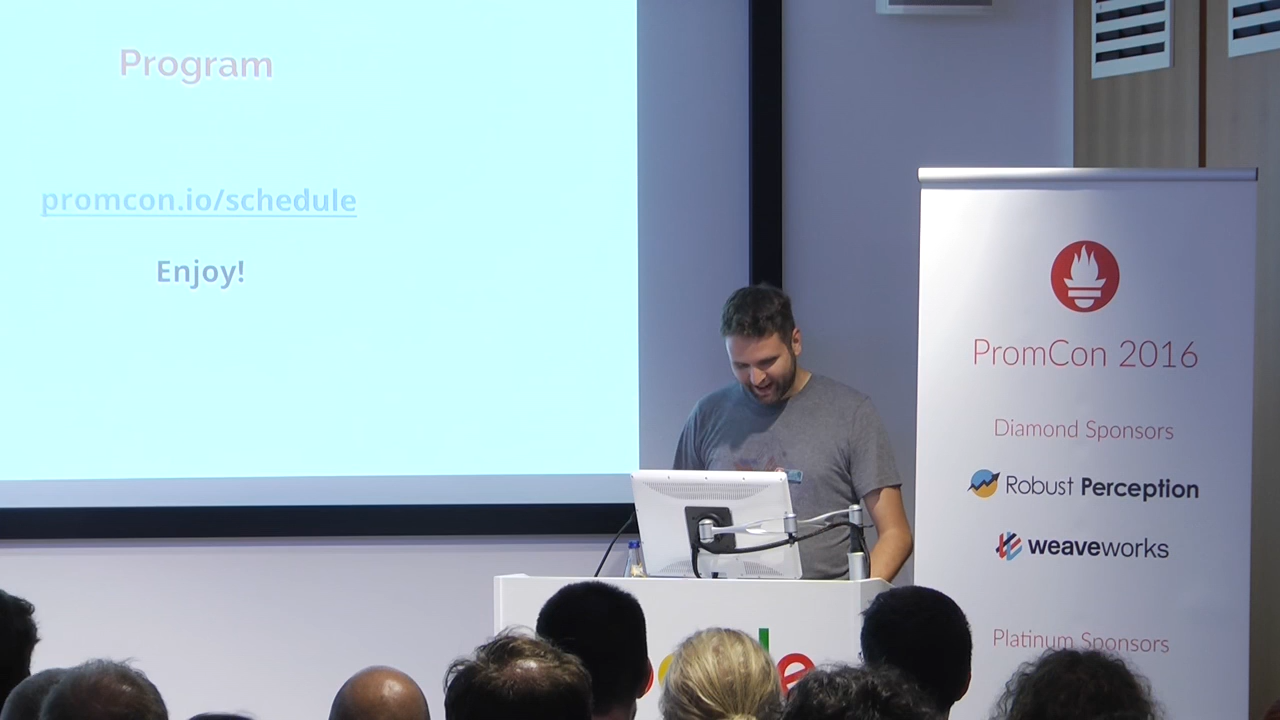 Program
promcon.io/schedule
Enjoy!
PromCon 2016
Diamond Sponsors
Robust Perception
weaveworks
Platinum Sponsors